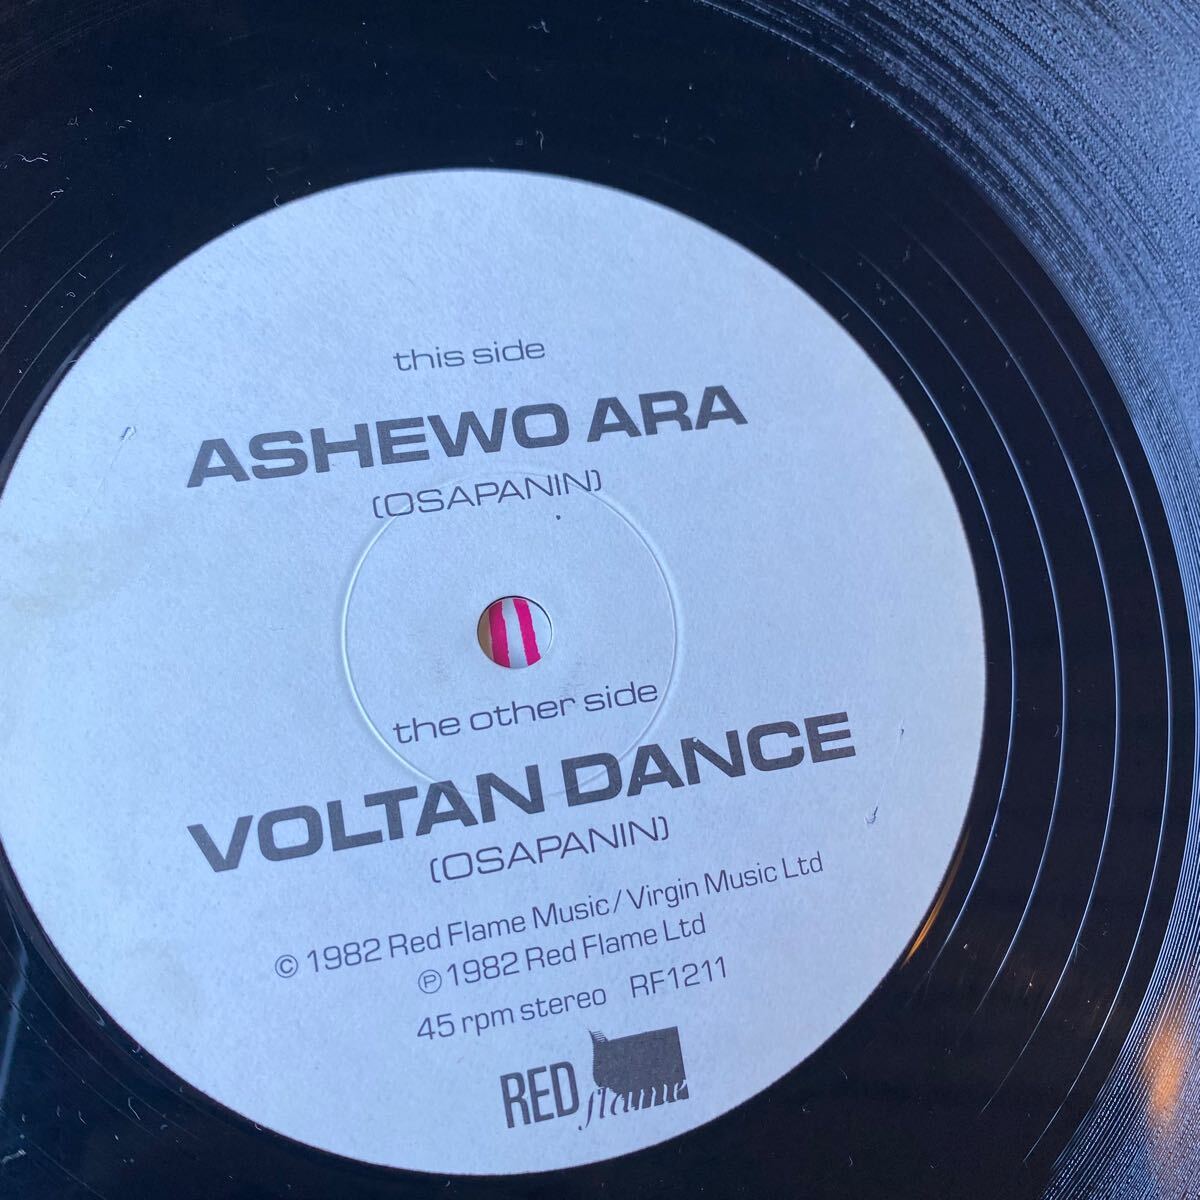 this side
ASHEWO ARA
(OSAPANIN)
the other side
VOLTAN DANCE
(OSAPANIN)
© 1982 Red Flame Music/Virgin Music Ltd
℗ 1982 Red Flame Ltd
45 rpm stereo RF1211
RED flame